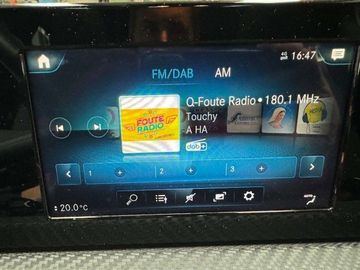 4G
16:47
FM/DAB AM
Q-Foute Radio • 180.1 MHz
FOUTE
RADIO
Touchy
A HA
dab+
1 + 2 + 3 +
20.0°C